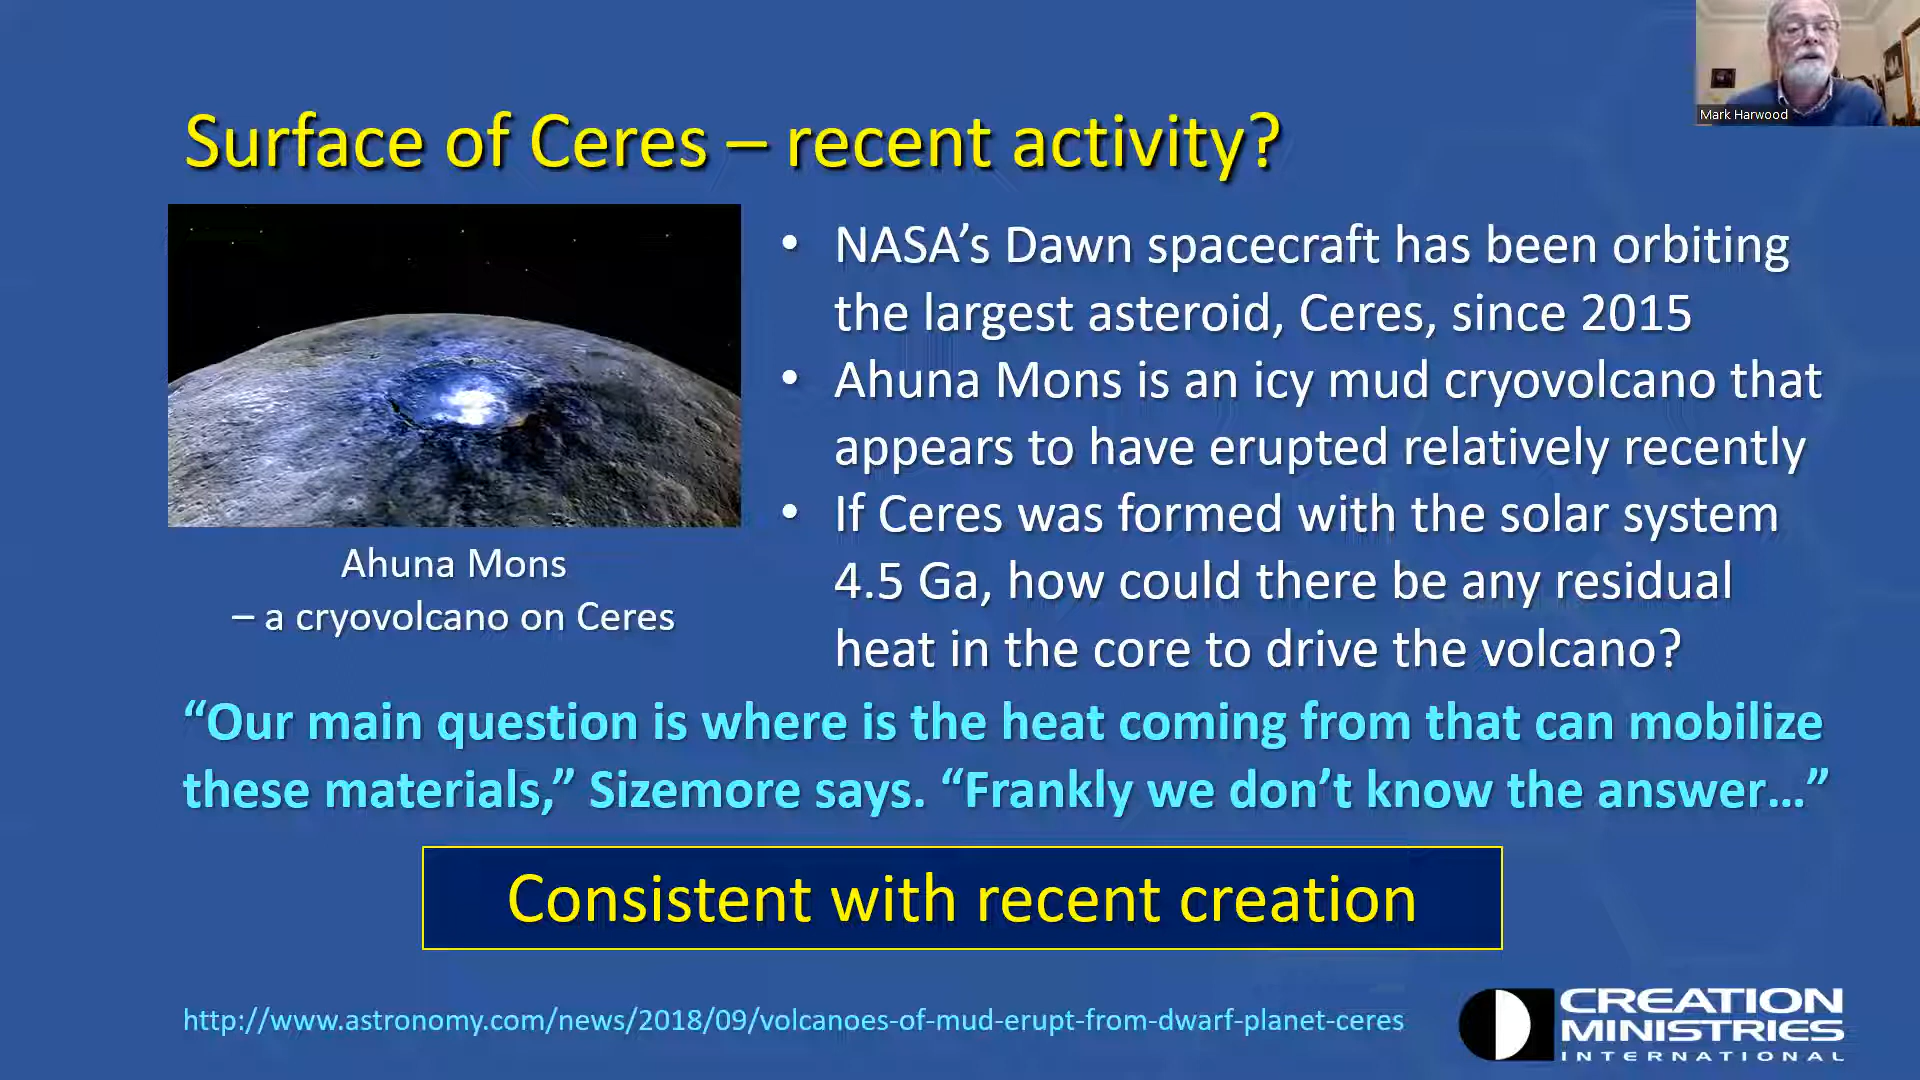 Mark Harwood
Surface of Ceres – recent activity?
• NASA’s Dawn spacecraft has been orbiting
the largest asteroid, Ceres, since 2015
• Ahuna Mons is an icy mud cryovolcano that
appears to have erupted relatively recently
• If Ceres was formed with the solar system
4.5 Ga, how could there be any residual
heat in the core to drive the volcano?
Ahuna Mons
– a cryovolcano on Ceres
“Our main question is where is the heat coming from that can mobilize
these materials,” Sizemore says. “Frankly we don’t know the answer…”
Consistent with recent creation
http://www.astronomy.com/news/2018/09/volcanoes-of-mud-erupt-from-dwarf-planet-ceres
CREATION
MINISTRIES
INTERNATIONAL